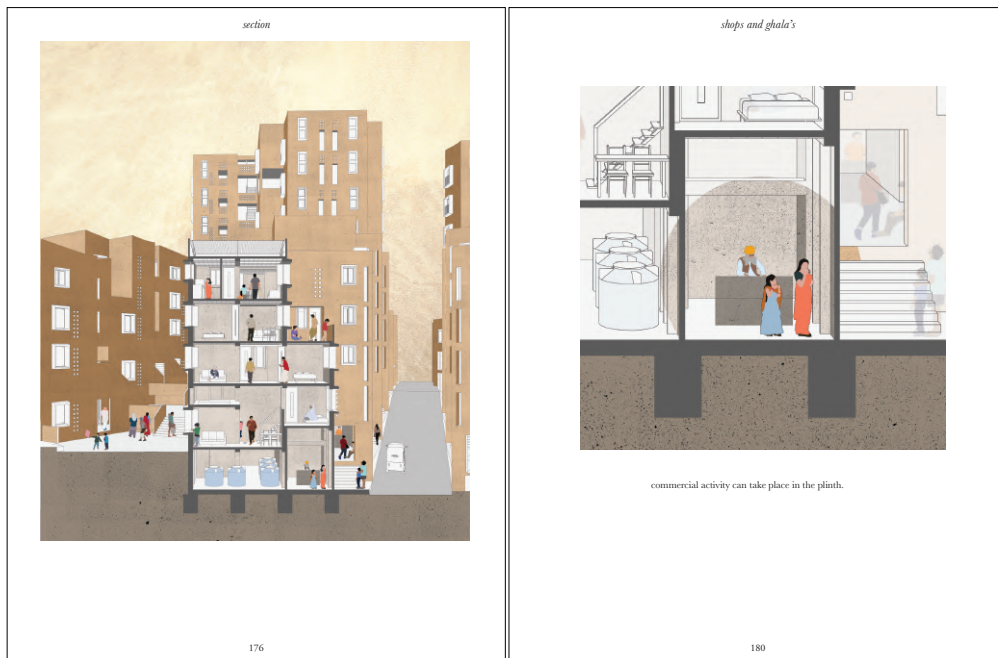 section
176
shops and ghala's
commercial activity can take place in the plinth.
180